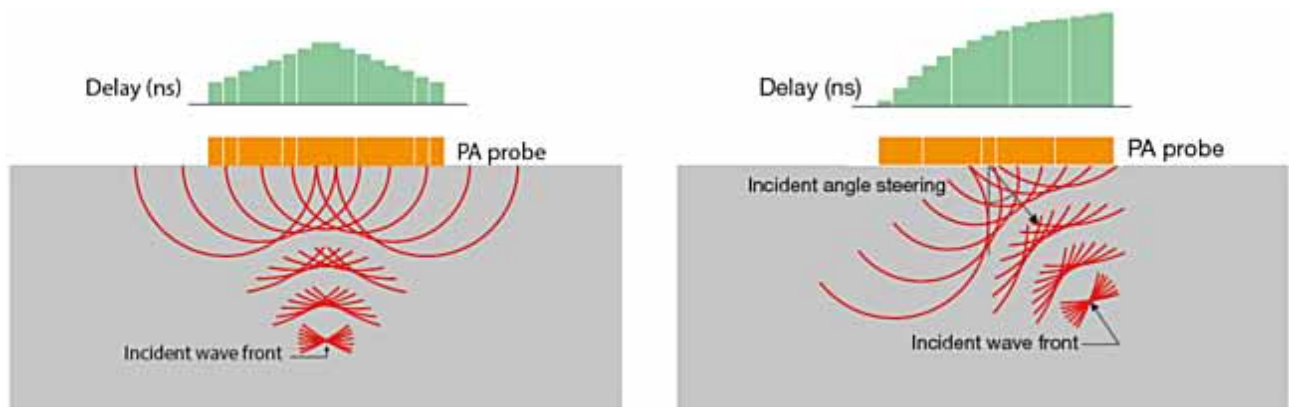 Delay (ns)
PA probe
Incident wave front
Delay (ns)
PA probe
Incident angle steering
Incident wave front